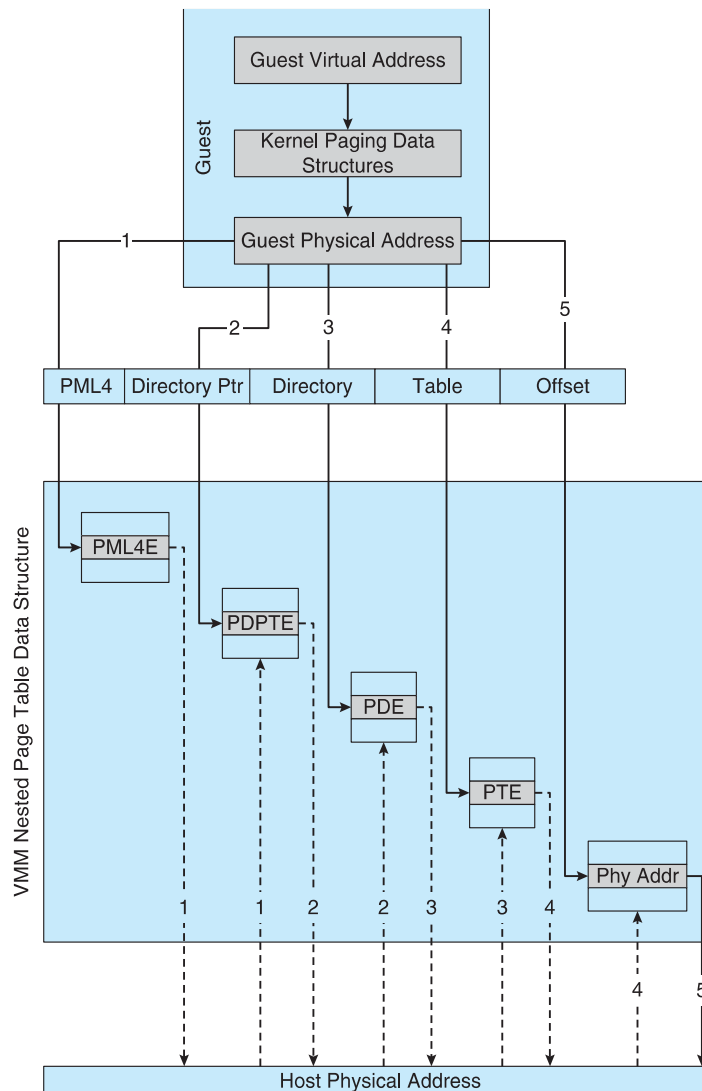 Guest Virtual Address
Kernel Paging Data
Structures
Guest
Guest Physical Address
1
2
3
4
5
PML4
Directory Ptr
Directory
Table
Offset
VMM Nested Page Table Data Structure
PML4E
PDPTE
PDE
PTE
Phy Addr
1
1
2
2
3
3
4
4
5
Host Physical Address